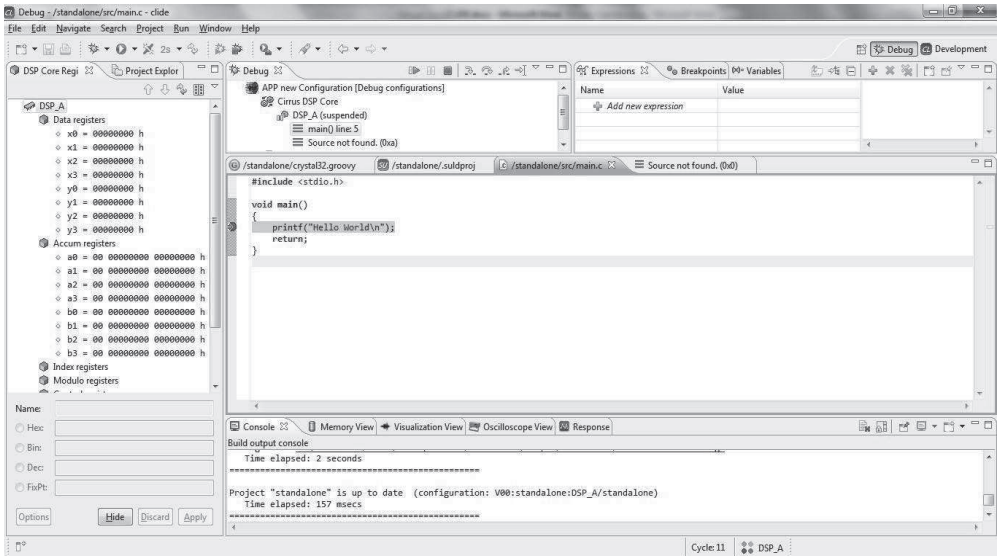 Debug - /standalone/src/main.c - clide
File Edit Navigate Search Project Run Window Help
2s
Debug Development
DSP Core Regi Project Explor
DSP_A
Data registers
x0 = 00000000 h
x1 = 00000000 h
x2 = 00000000 h
x3 = 00000000 h
y0 = 00000000 h
y1 = 00000000 h
y2 = 00000000 h
y3 = 00000000 h
Accum registers
a0 = 00 00000000 00000000 h
a1 = 00 00000000 00000000 h
a2 = 00 00000000 00000000 h
a3 = 00 00000000 00000000 h
b0 = 00 00000000 00000000 h
b1 = 00 00000000 00000000 h
b2 = 00 00000000 00000000 h
b3 = 00 00000000 00000000 h
Index registers
Modulo registers
Name:
Hex:
Bin:
Dec:
FixPt:
Options Hide Discard Apply
Debug
APP new Configuration [Debug configurations]
Cirrus DSP Core
DSP_A (suspended)
main() line: 5
Source not found. (0xa)
Expressions Breakpoints Variables
Name Value
Add new expression
/standalone/crystal32.groovy /standalone/.suldproj /standalone/src/main.c Source not found. (0x0)
#include <stdio.h>
void main()
{
printf("Hello World\n");
return;
}
Console Memory View Visualization View Oscilloscope View Response
Build output console
Time elapsed: 2 seconds
================================================
Project "standalone" is up to date (configuration: V00:standalone:DSP_A/standalone)
Time elapsed: 157 msecs
================================================
Cycle: 11 DSP_A